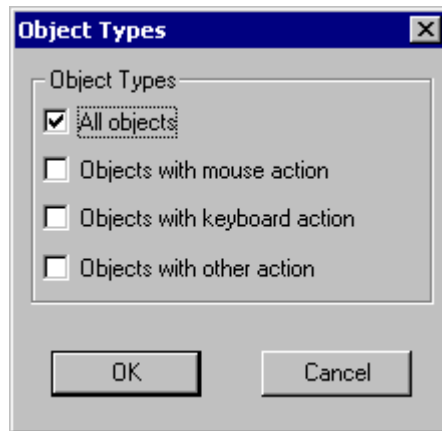 Object Types
Object Types
All objects
Objects with mouse action
Objects with keyboard action
Objects with other action
OK
Cancel